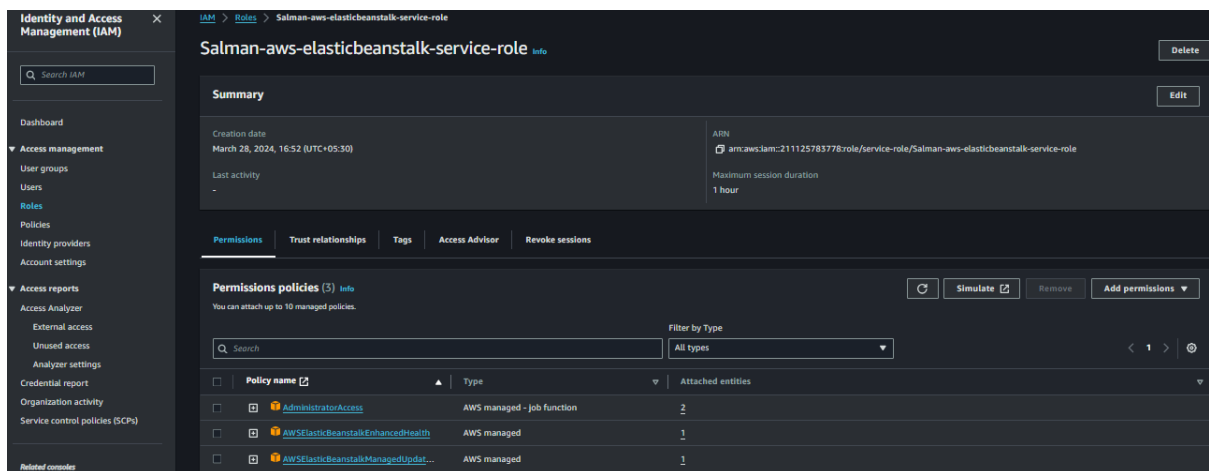 Identity and Access Management (IAM)
Search IAM
Dashboard
Access management
User groups
Users
Roles
Policies
Identity providers
Account settings
Access reports
Access Analyzer
External access
Unused access
Analyzer settings
Credential report
Organization activity
Service control policies (SCPs)
Related consoles
IAM > Roles > Salman-aws-elasticbeanstalk-service-role
Salman-aws-elasticbeanstalk-service-role Info
Delete
Summary
Edit
Creation date
March 28, 2024, 16:52 (UTC+05:30)
Last activity
-
ARN
arn:aws:iam::211125783778:role/service-role/Salman-aws-elasticbeanstalk-service-role
Maximum session duration
1 hour
Permissions Trust relationships Tags Access Advisor Revoke sessions
Permissions policies (3) Info
You can attach up to 10 managed policies.
Simulate Remove Add permissions
Filter by Type
Search All types
1
Policy name Type Attached entities
AdministratorAccess AWS managed - job function 2
AWSElasticBeanstalkEnhancedHealth AWS managed 1
AWSElasticBeanstalkManagedUpdat... AWS managed 1